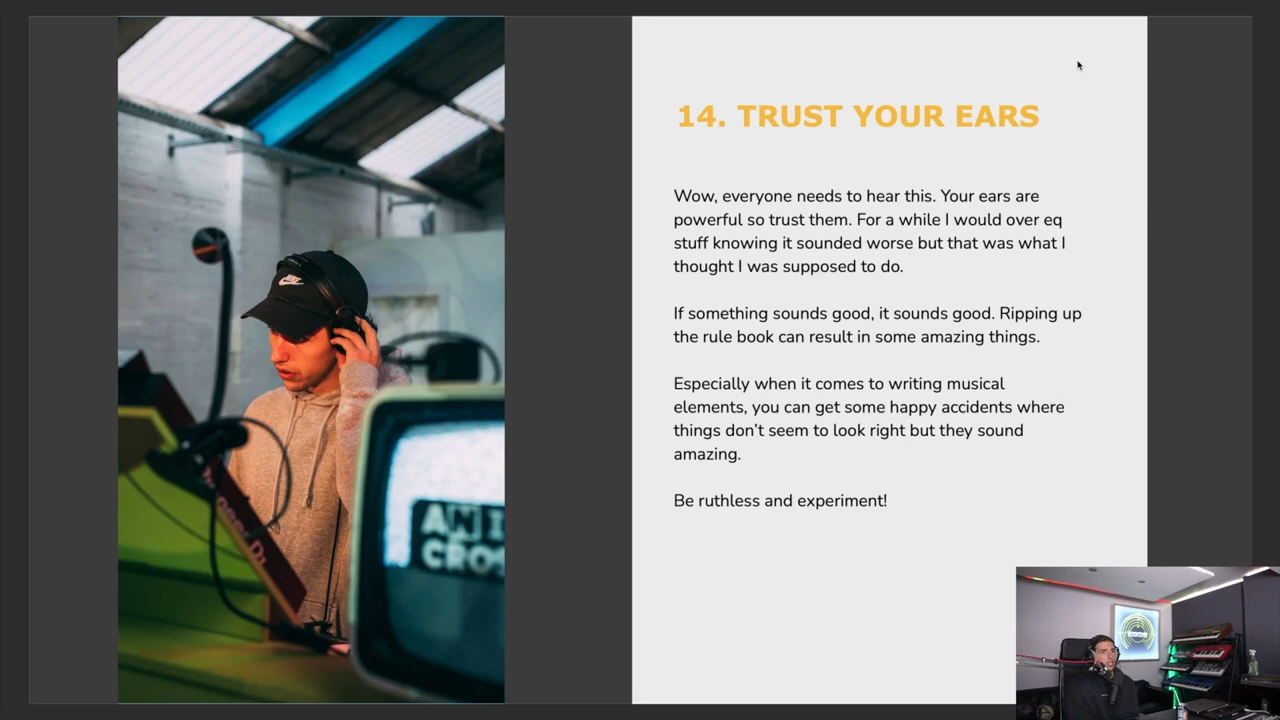 14. TRUST YOUR EARS
Wow, everyone needs to hear this. Your ears are
powerful so trust them. For a while I would over eq
stuff knowing it sounded worse but that was what I
thought I was supposed to do.
If something sounds good, it sounds good. Ripping up
the rule book can result in some amazing things.
Especially when it comes to writing musical
elements, you can get some happy accidents where
things don’t seem to look right but they sound
amazing.
Be ruthless and experiment!
ANI
CROS